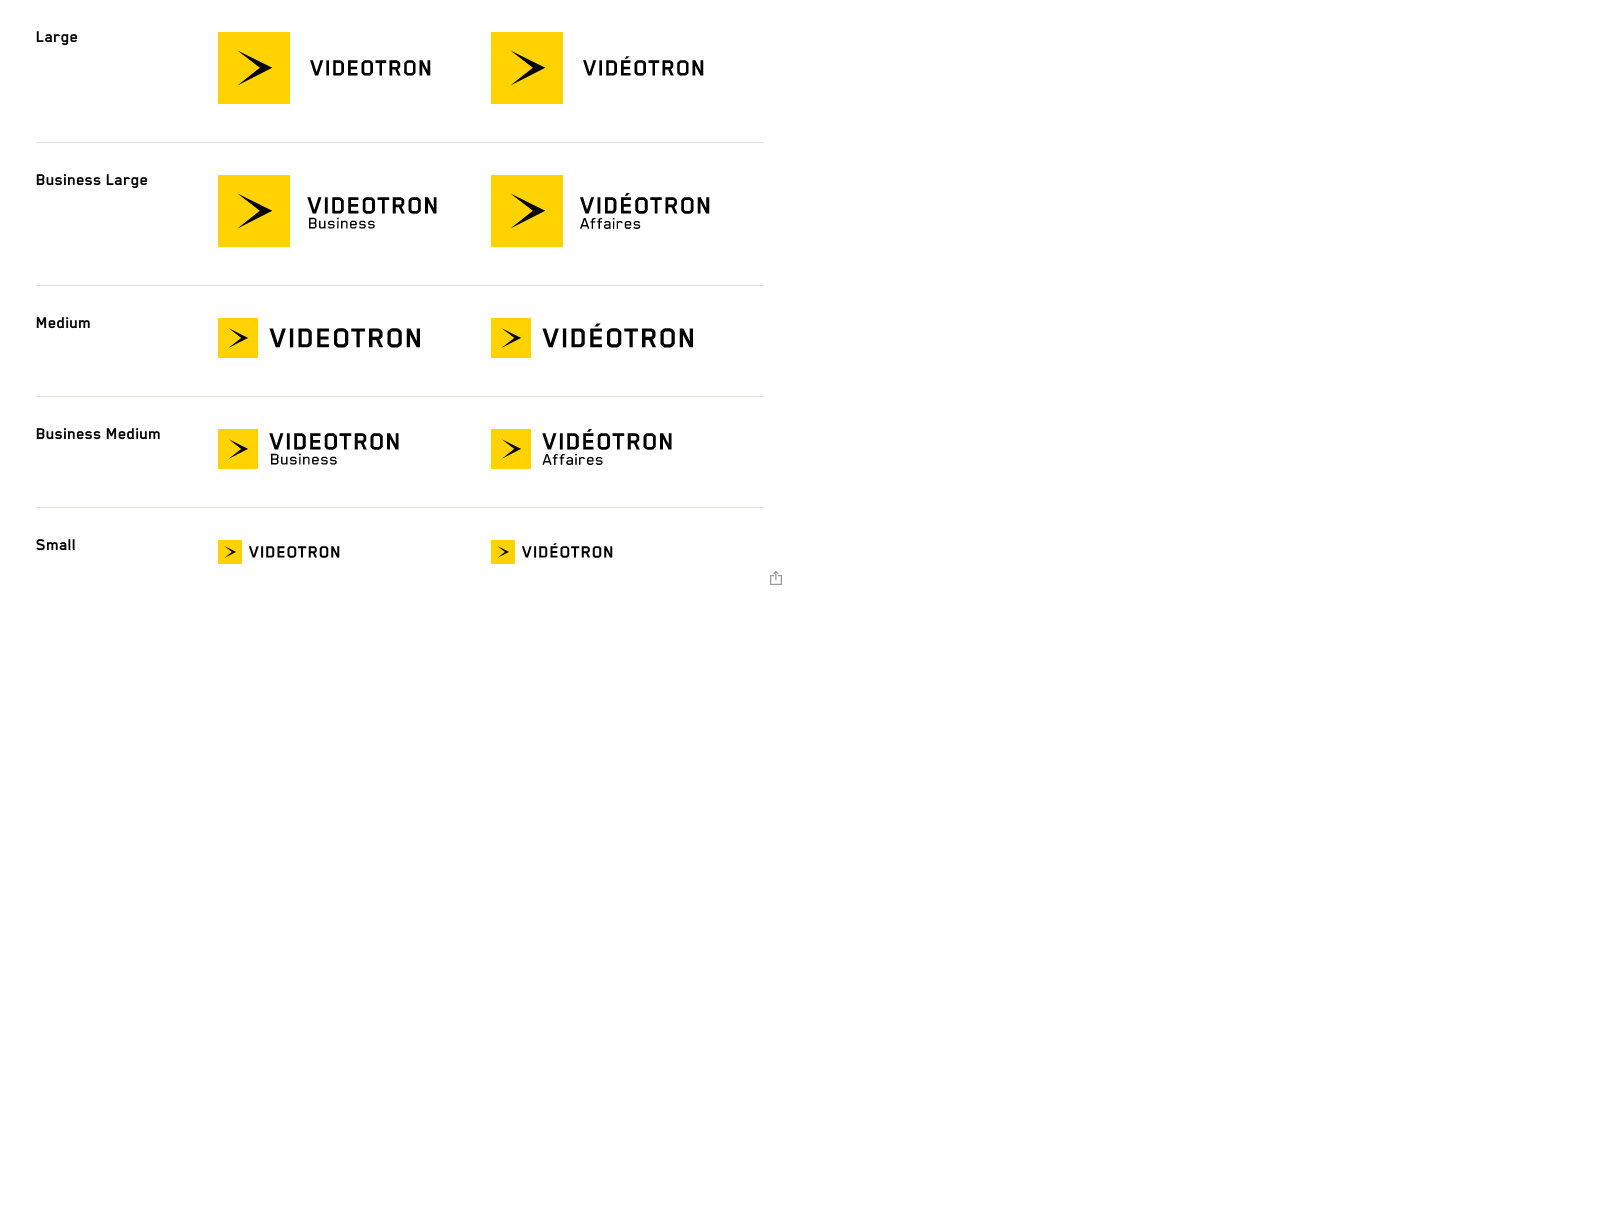 Large
VIDEOTRON
VIDÉOTRON
Business Large
VIDEOTRON
Business
VIDÉOTRON
Affaires
Medium
VIDEOTRON
VIDÉOTRON
Business Medium
VIDEOTRON
Business
VIDÉOTRON
Affaires
Small
VIDEOTRON
VIDÉOTRON